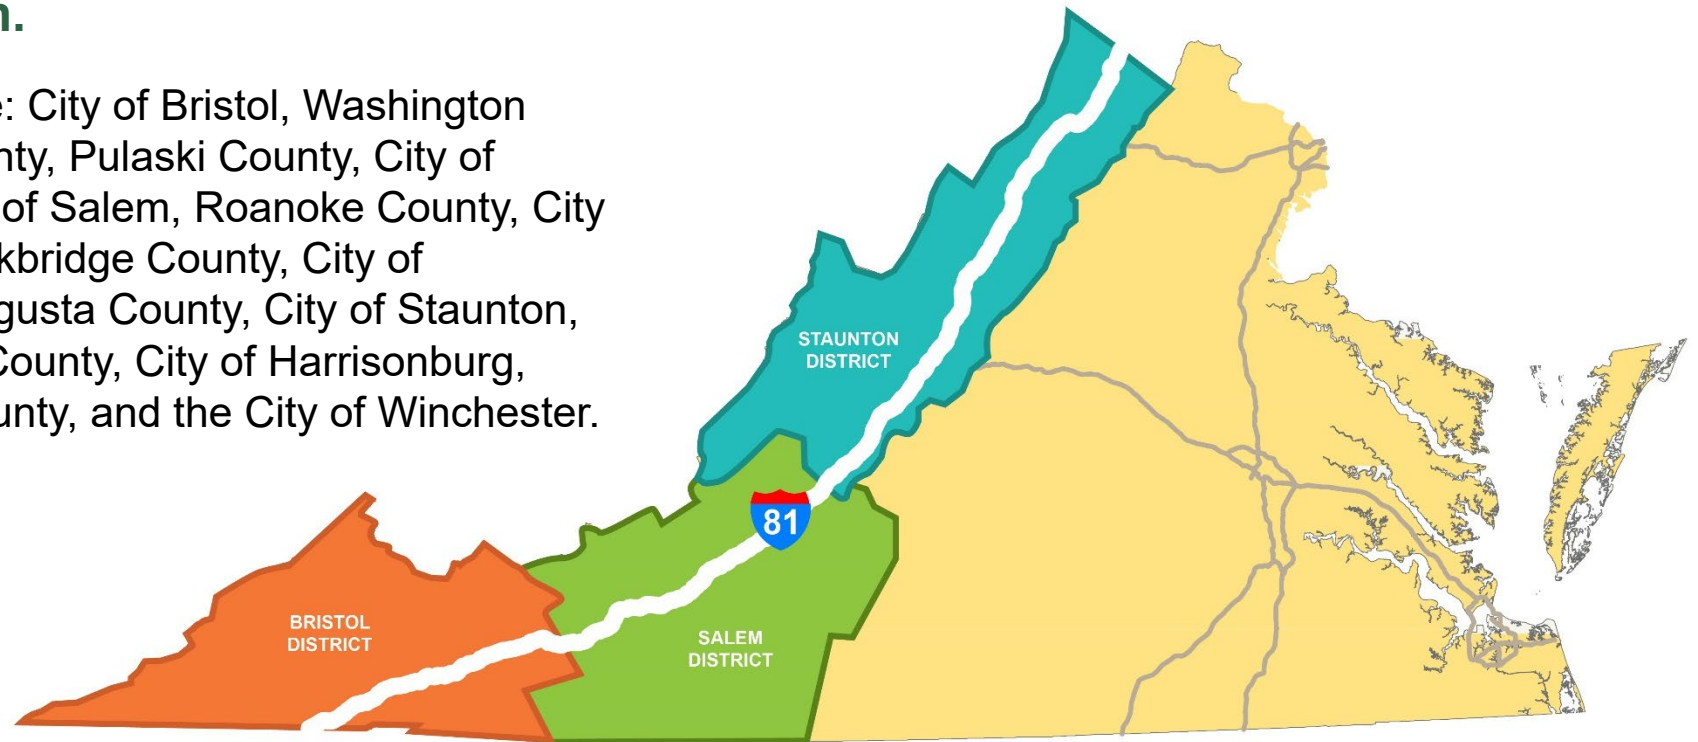 n.
e: City of Bristol, Washington
nty, Pulaski County, City of
of Salem, Roanoke County, City
kbridge County, City of
gusta County, City of Staunton,
County, City of Harrisonburg,
unty, and the City of Winchester.
STAUNTON
DISTRICT
81
BRISTOL
DISTRICT
SALEM
DISTRICT